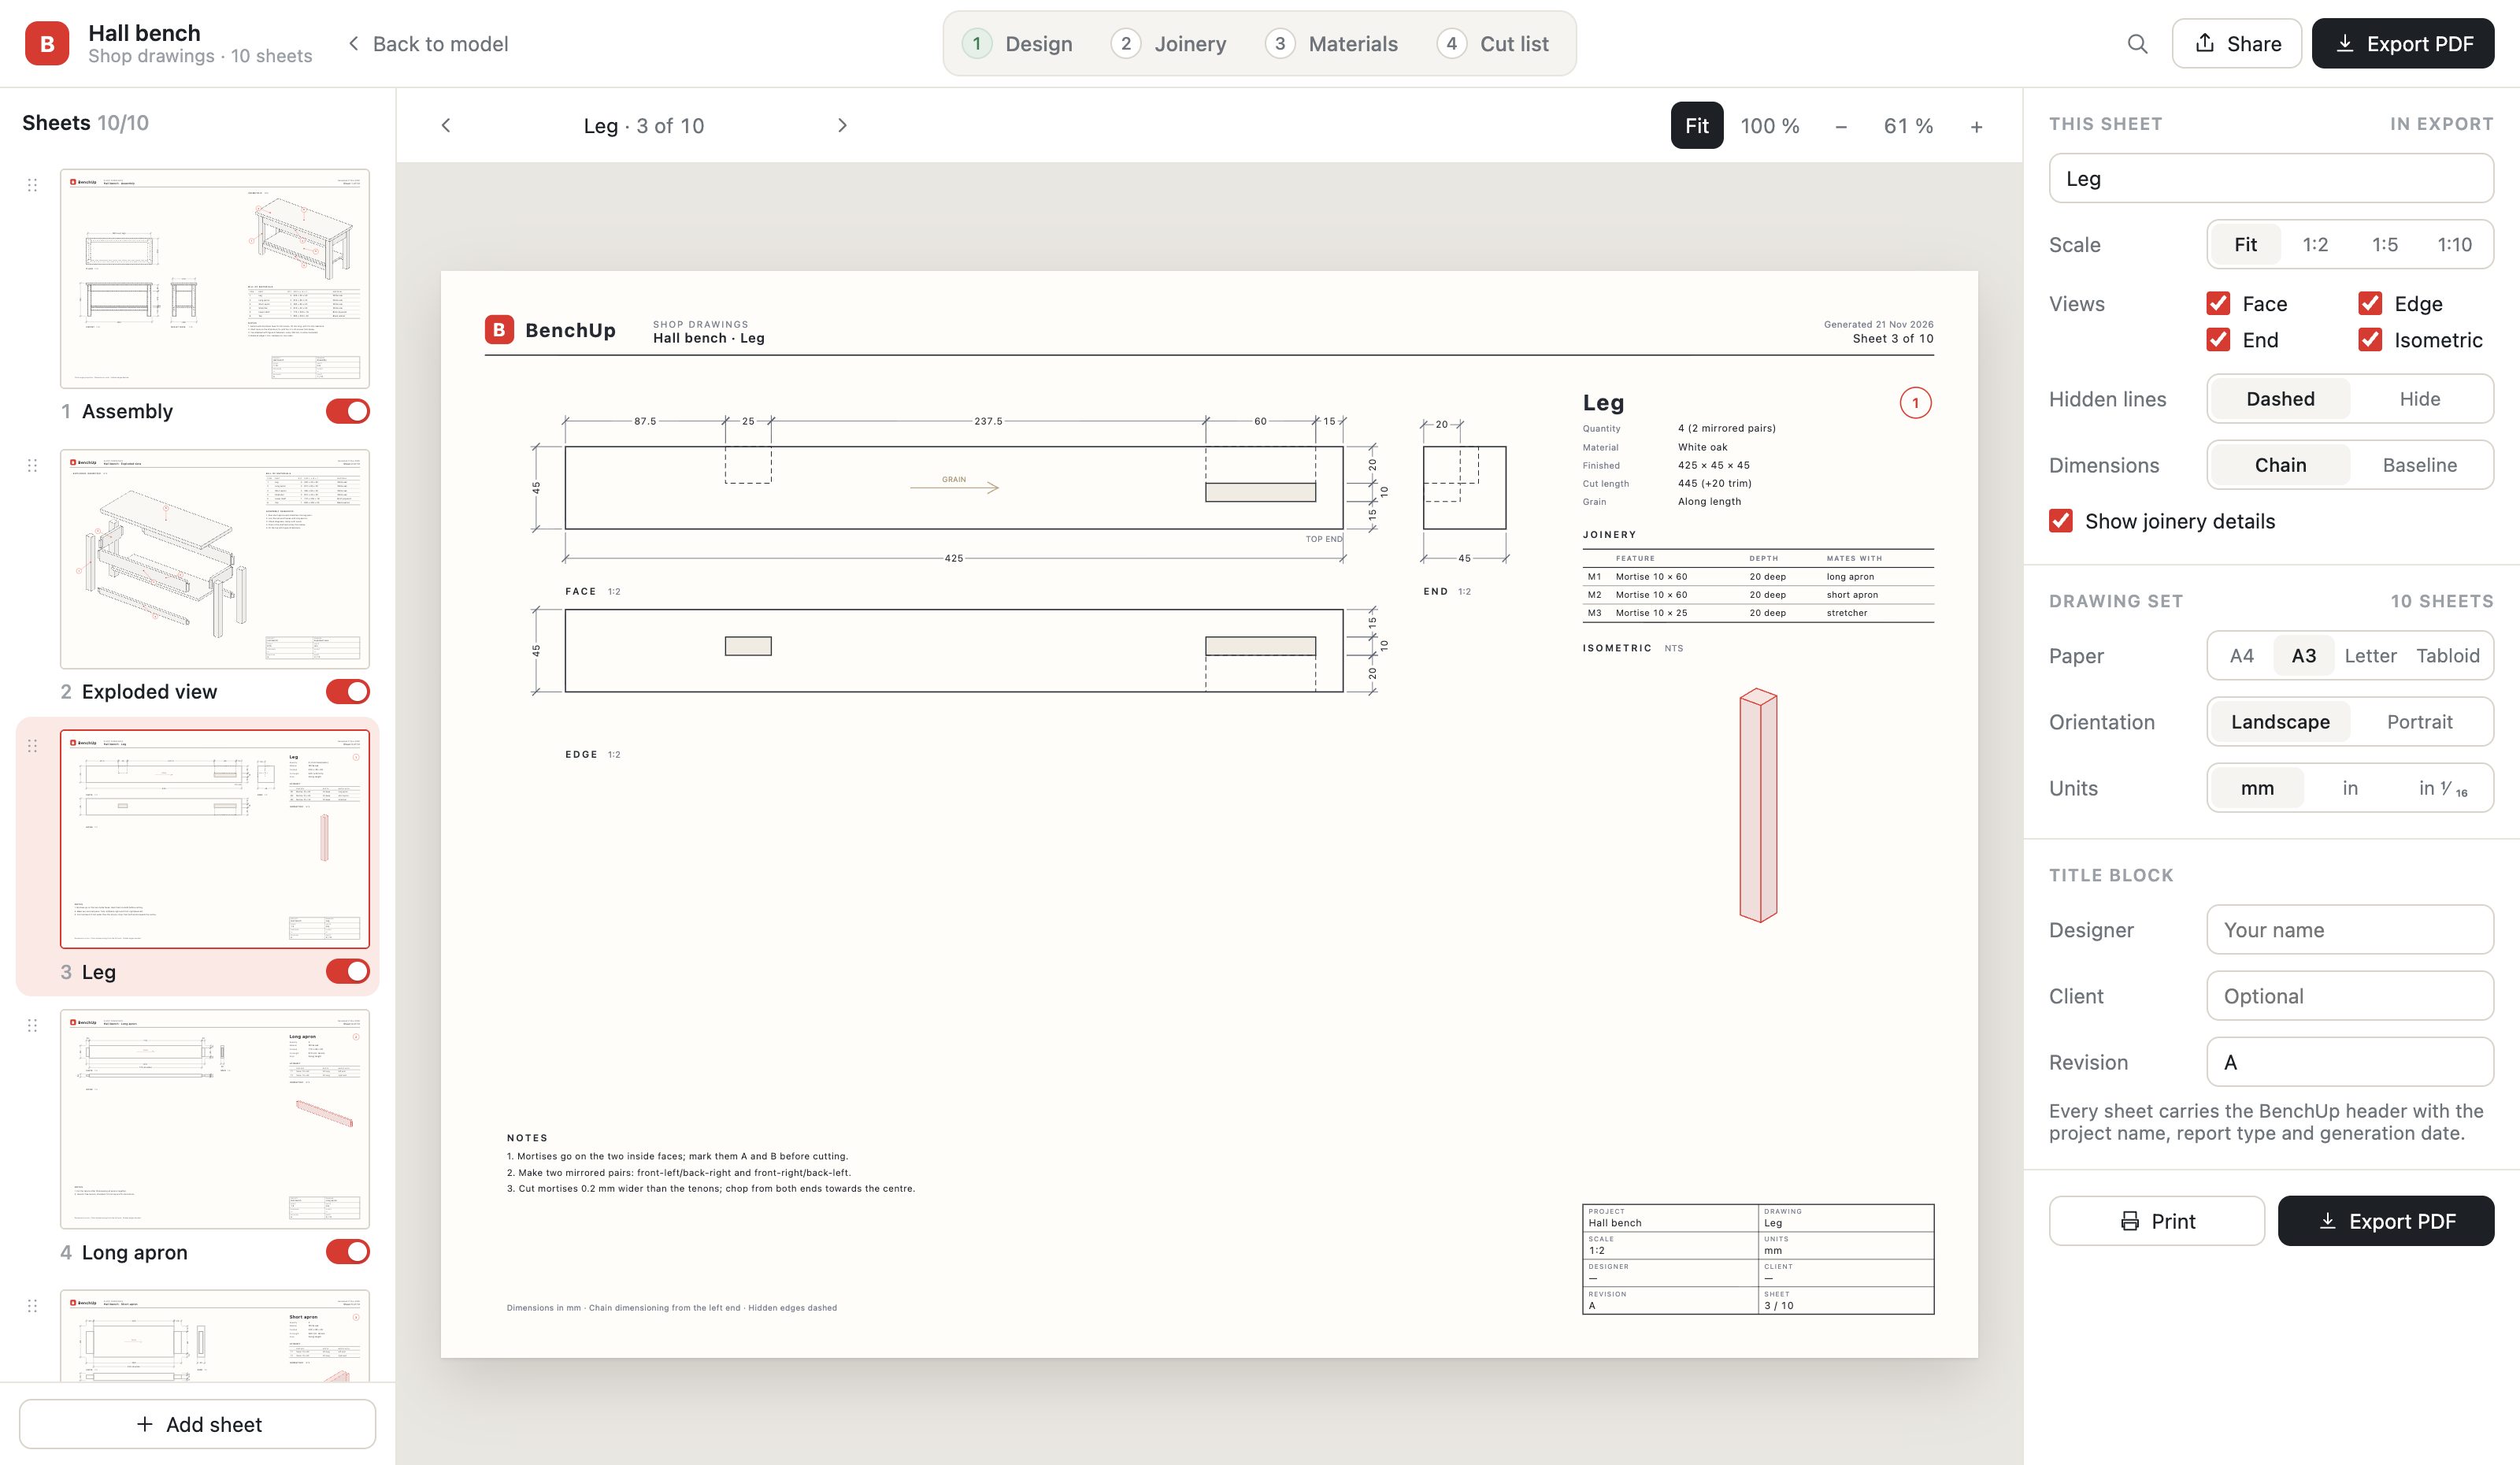 B
Hall bench
Shop drawings · 10 sheets
Back to model
1 Design
2 Joinery
3 Materials
4 Cut list
Share
Export PDF
Sheets 10/10
1 Assembly
2 Exploded view
3 Leg
4 Long apron
Add sheet
Leg · 3 of 10
Fit
100 %
−
61 %
+
B BenchUp
SHOP DRAWINGS
Hall bench · Leg
Generated 21 Nov 2026
Sheet 3 of 10
87.5
25
237.5
60
15
20
45
GRAIN
20
10
15
TOP END
425
45
FACE 1:2
END 1:2
45
15
10
20
EDGE 1:2
Leg
1
Quantity 4 (2 mirrored pairs)
Material White oak
Finished 425 × 45 × 45
Cut length 445 (+20 trim)
Grain Along length
JOINERY
FEATURE DEPTH MATES WITH
M1 Mortise 10 × 60 20 deep long apron
M2 Mortise 10 × 60 20 deep short apron
M3 Mortise 10 × 25 20 deep stretcher
ISOMETRIC NTS
NOTES
1. Mortises go on the two inside faces; mark them A and B before cutting.
2. Make two mirrored pairs: front-left/back-right and front-right/back-left.
3. Cut mortises 0.2 mm wider than the tenons; chop from both ends towards the centre.
Dimensions in mm · Chain dimensioning from the left end · Hidden edges dashed
PROJECT DRAWING
Hall bench Leg
SCALE UNITS
1:2 mm
DESIGNER CLIENT
— —
REVISION SHEET
A 3 / 10
THIS SHEET IN EXPORT
Leg
Scale Fit 1:2 1:5 1:10
Views Face Edge
End Isometric
Hidden lines Dashed Hide
Dimensions Chain Baseline
Show joinery details
DRAWING SET 10 SHEETS
Paper A4 A3 Letter Tabloid
Orientation Landscape Portrait
Units mm in in 1⁄16
TITLE BLOCK
Designer Your name
Client Optional
Revision A
Every sheet carries the BenchUp header with the
project name, report type and generation date.
Print
Export PDF